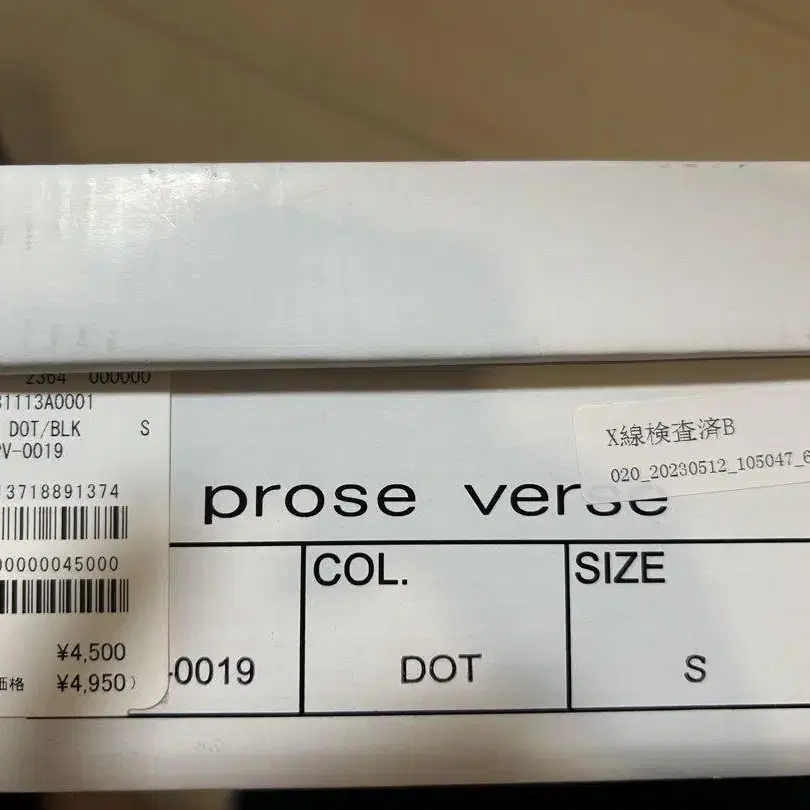 2364 000000
31113A0001
DOT/BLK S
PV-0019
13718891374
00000045000
¥4,500
価格 ¥4,950)
X線検査済B
020_20230512_105047_6
prose verse
COL.
SIZE
-0019
DOT
S